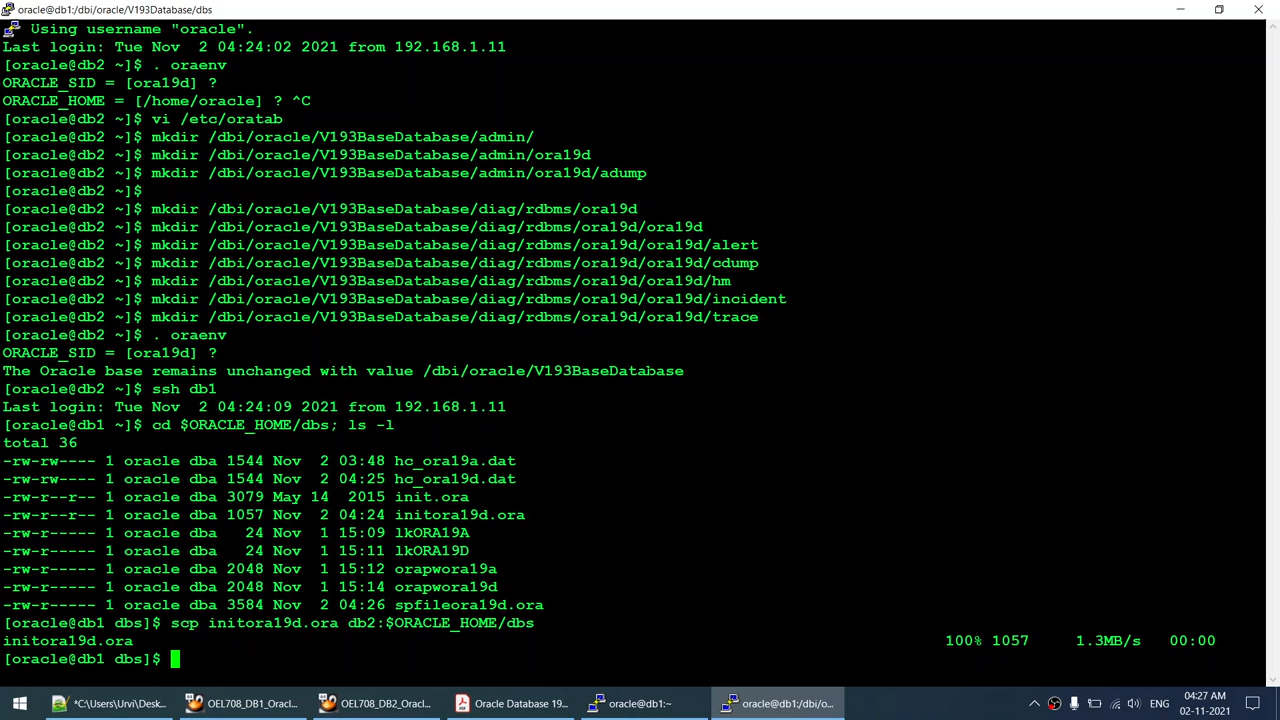 oracle@db1:/dbi/oracle/V193Database/dbs
Using username "oracle".
Last login: Tue Nov  2 04:24:02 2021 from 192.168.1.11
[oracle@db2 ~]$ . oraenv
ORACLE_SID = [ora19d] ?
ORACLE_HOME = [/home/oracle] ? ^C
[oracle@db2 ~]$ vi /etc/oratab
[oracle@db2 ~]$ mkdir /dbi/oracle/V193BaseDatabase/admin/
[oracle@db2 ~]$ mkdir /dbi/oracle/V193BaseDatabase/admin/ora19d
[oracle@db2 ~]$ mkdir /dbi/oracle/V193BaseDatabase/admin/ora19d/adump
[oracle@db2 ~]$
[oracle@db2 ~]$ mkdir /dbi/oracle/V193BaseDatabase/diag/rdbms/ora19d
[oracle@db2 ~]$ mkdir /dbi/oracle/V193BaseDatabase/diag/rdbms/ora19d/ora19d
[oracle@db2 ~]$ mkdir /dbi/oracle/V193BaseDatabase/diag/rdbms/ora19d/ora19d/alert
[oracle@db2 ~]$ mkdir /dbi/oracle/V193BaseDatabase/diag/rdbms/ora19d/ora19d/cdump
[oracle@db2 ~]$ mkdir /dbi/oracle/V193BaseDatabase/diag/rdbms/ora19d/ora19d/hm
[oracle@db2 ~]$ mkdir /dbi/oracle/V193BaseDatabase/diag/rdbms/ora19d/ora19d/incident
[oracle@db2 ~]$ mkdir /dbi/oracle/V193BaseDatabase/diag/rdbms/ora19d/ora19d/trace
[oracle@db2 ~]$ . oraenv
ORACLE_SID = [ora19d] ?
The Oracle base remains unchanged with value /dbi/oracle/V193BaseDatabase
[oracle@db2 ~]$ ssh db1
Last login: Tue Nov  2 04:24:09 2021 from 192.168.1.11
[oracle@db1 ~]$ cd $ORACLE_HOME/dbs; ls -l
total 36
-rw-rw---- 1 oracle dba 1544 Nov  2 03:48 hc_ora19a.dat
-rw-rw---- 1 oracle dba 1544 Nov  2 04:25 hc_ora19d.dat
-rw-r--r-- 1 oracle dba 3079 May 14  2015 init.ora
-rw-r--r-- 1 oracle dba 1057 Nov  2 04:24 initora19d.ora
-rw-r----- 1 oracle dba   24 Nov  1 15:09 lkORA19A
-rw-r----- 1 oracle dba   24 Nov  1 15:11 lkORA19D
-rw-r----- 1 oracle dba 2048 Nov  1 15:12 orapwora19a
-rw-r----- 1 oracle dba 2048 Nov  1 15:14 orapwora19d
-rw-r----- 1 oracle dba 3584 Nov  2 04:26 spfileora19d.ora
[oracle@db1 dbs]$ scp initora19d.ora db2:$ORACLE_HOME/dbs
initora19d.ora 100% 1057 1.3MB/s 00:00
[oracle@db1 dbs]$
*C:\Users\Urvi\Desk... OEL708_DB1_Oracl... OEL708_DB2_Oracl... Oracle Database 19... oracle@db1:~ oracle@db1:/dbi/o... ENG 04:27 AM
02-11-2021